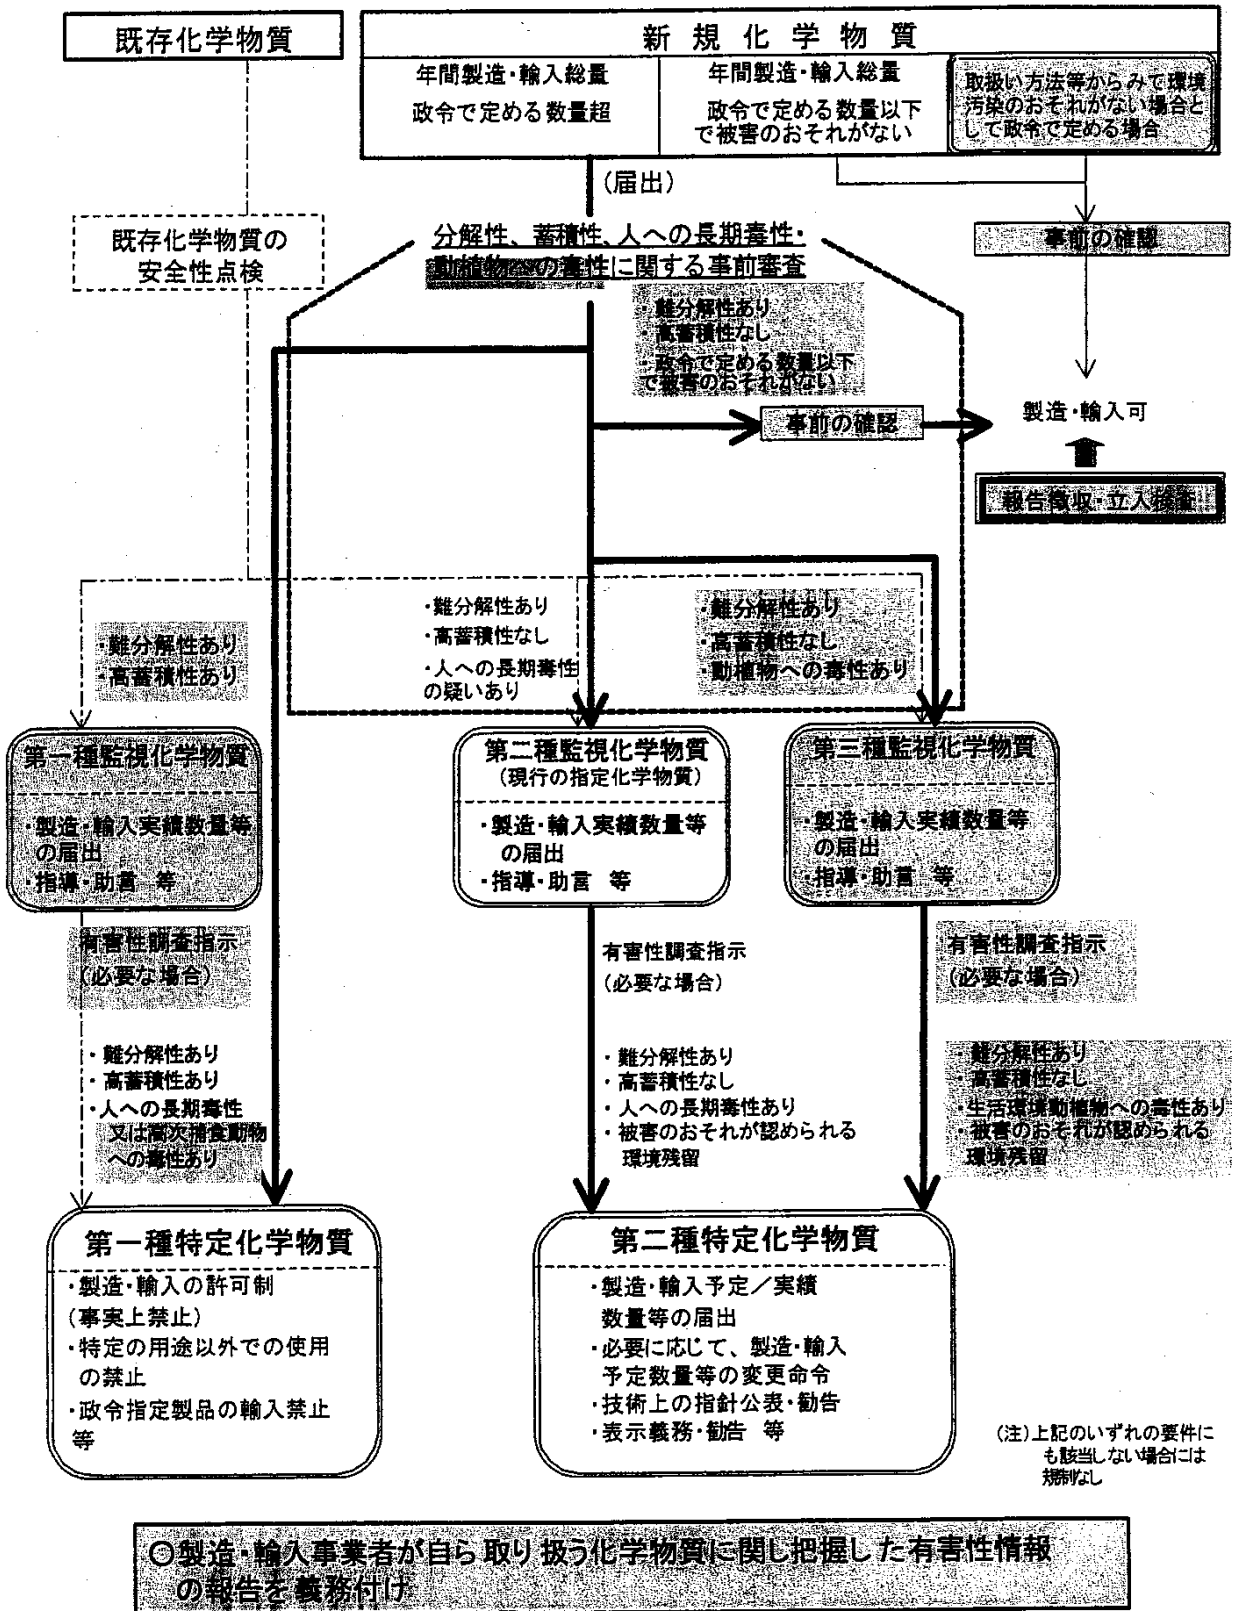 既存化学物質
新規化学物質
年間製造・輸入総量
政令で定める数量超
年間製造・輸入総量
政令で定める数量以下
で被害のおそれがない
取扱い方法等からみて環境
汚染のおそれがない場合と
して政令で定める場合
(届出)
既存化学物質の
安全性点検
分解性、蓄積性、人への長期毒性・
動植物への毒性に関する事前審査
事前の確認
・難分解性あり
・高蓄積性なし
・政令で定める数量以下
で被害のおそれがない
事前の確認
製造・輸入可
報告徴収・立入検査
・難分解性あり
・高蓄積性あり
・難分解性あり
・高蓄積性なし
・人への長期毒性
の疑いあり
・難分解性あり
・高蓄積性なし
・動植物への毒性あり
第一種監視化学物質
・製造・輸入実績数量等
の届出
・指導・助言 等
第二種監視化学物質
(現行の指定化学物質)
・製造・輸入実績数量等
の届出
・指導・助言 等
第三種監視化学物質
・製造・輸入実績数量等
の届出
・指導・助言 等
有害性調査指示
(必要な場合)
有害性調査指示
(必要な場合)
有害性調査指示
(必要な場合)
・難分解性あり
・高蓄積性あり
・人への長期毒性
又は高次捕食動物
への毒性あり
・難分解性あり
・高蓄積性なし
・人への長期毒性あり
・被害のおそれが認められる
環境残留
・難分解性あり
・高蓄積性なし
・生活環境動植物への毒性あり
・被害のおそれが認められる
環境残留
第一種特定化学物質
・製造・輸入の許可制
(事実上禁止)
・特定の用途以外での使用
の禁止
・政令指定製品の輸入禁止
等
第二種特定化学物質
・製造・輸入予定／実績
数量等の届出
・必要に応じて、製造・輸入
予定数量等の変更命令
・技術上の指針公表・勧告
・表示義務・勧告 等
(注)上記のいずれの要件に
も該当しない場合には
規制なし
○製造・輸入事業者が自ら取り扱う化学物質に関し把握した有害性情報
の報告を義務付け